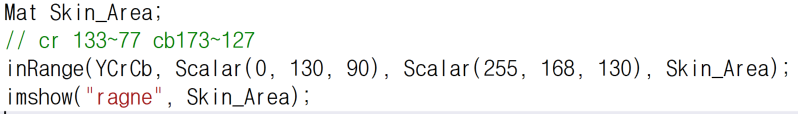 Mat Skin_Area;
// cr 133~77 cb173~127
inRange(YCrCb, Scalar(0, 130, 90), Scalar(255, 168, 130), Skin_Area);
imshow("ragne", Skin_Area);